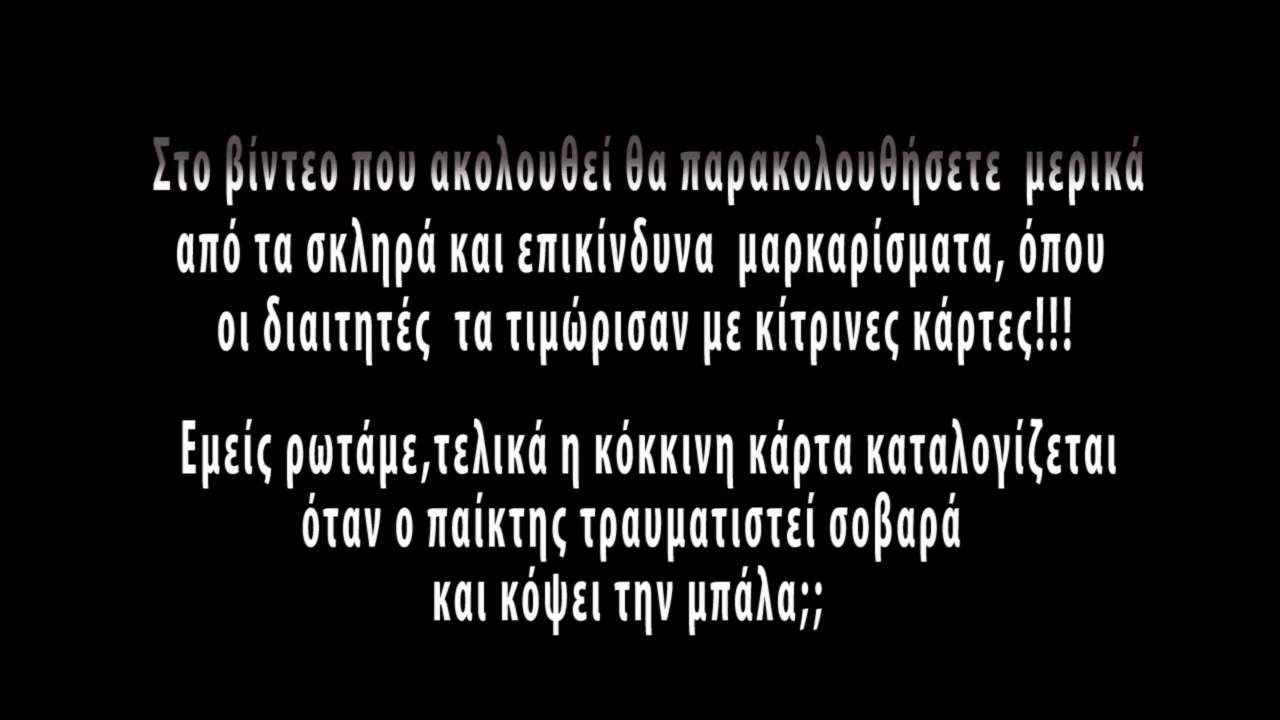 Στο βίντεο που ακολουθεί θα παρακολουθήσετε μερικά
από τα σκληρά και επικίνδυνα μαρκαρίσματα, όπου
οι διαιτητές τα τιμώρισαν με κίτρινες κάρτες!!!
Εμείς ρωτάμε,τελικά η κόκκινη κάρτα καταλογίζεται
όταν ο παίκτης τραυματιστεί σοβαρά
και κόψει την μπάλα;;